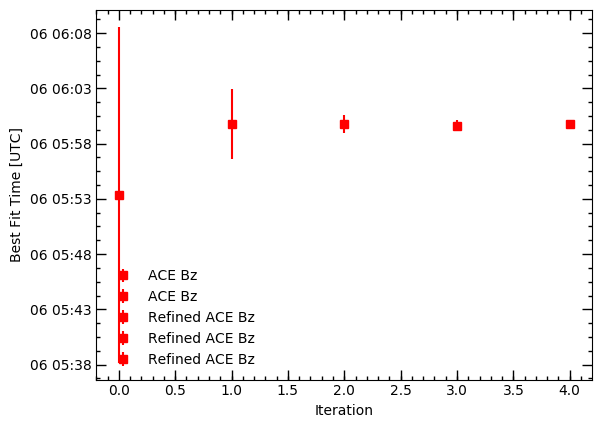 06 06:08
06 06:03
06 05:58
06 05:53
06 05:48
06 05:43
06 05:38
Best Fit Time [UTC]
ACE Bz
ACE Bz
Refined ACE Bz
Refined ACE Bz
Refined ACE Bz
0.0 0.5 1.0 1.5 2.0 2.5 3.0 3.5 4.0
Iteration